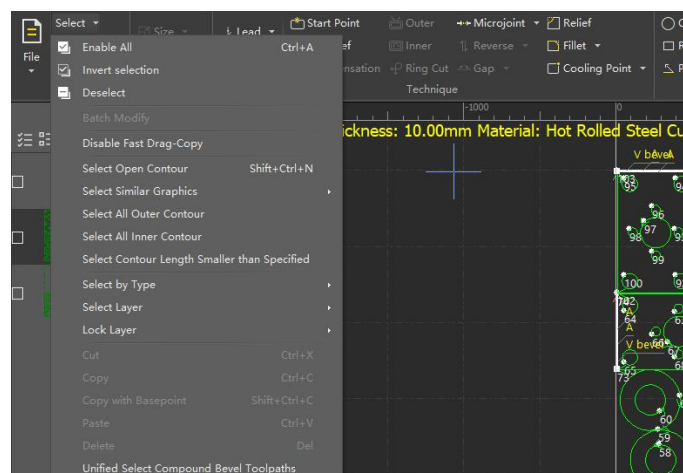 Select
Size
Lead
Start Point
Outer
Microjoint
Relief
File
Enable All Ctrl+A
Inner
Reverse
Fillet
Invert selection
Ring Cut
Gap
Cooling Point
Deselect
Technique
Batch Modify
-1000
0
Disable Fast Drag-Copy
ickness: 10.00mm Material: Hot Rolled Steel Cu
Select Open Contour Shift+Ctrl+N
V bevel
Select Similar Graphics
95
Select All Outer Contour
96
Select All Inner Contour
97
98
Select Contour Length Smaller than Specified
99
Select by Type
100
Select Layer
64
Lock Layer
A
V bevel
66
67
Cut Ctrl+X
65
73
Copy Ctrl+C
Copy with Basepoint Shift+Ctrl+C
Paste Ctrl+V
60
Delete Del
59
58
Unified Select Compound Bevel Toolpaths